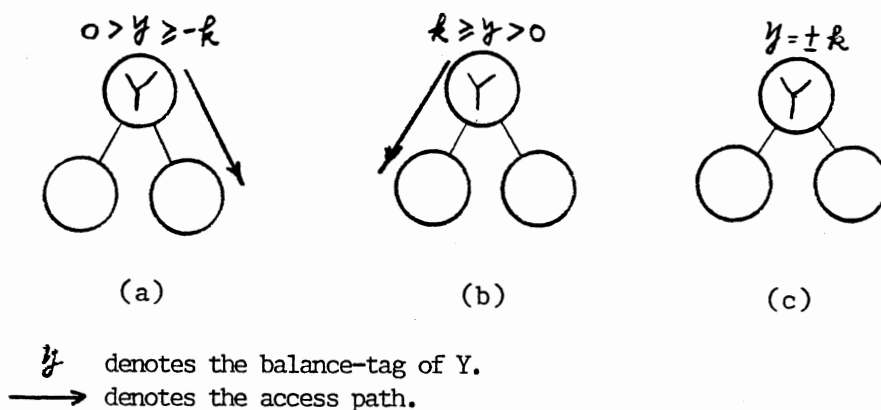 0 > y ≥ -k k ≥ y > 0 y = ± k
Y Y Y
(a) (b) (c)
y denotes the balance-tag of Y.
denotes the access path.